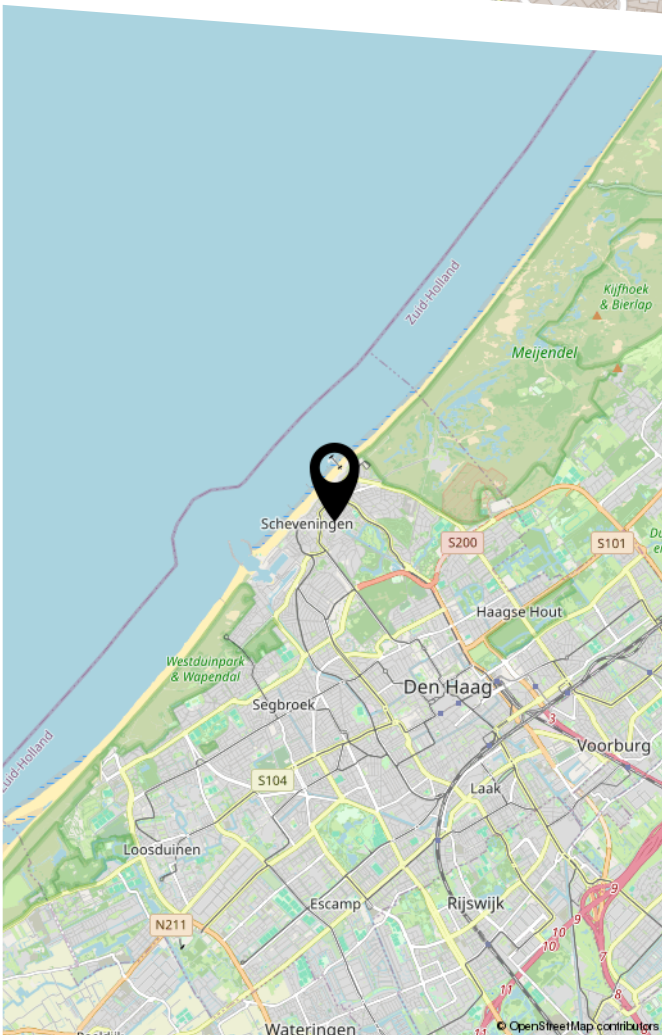 Zuid-Holland
Kijfhoek
& Bierlap
Meijendel
Scheveningen
S200
S101
Haagse Hout
Westduinpark
& Wapendal
Den Haag
Segbroek
3
Voorburg
Zuid-Holland
S104
Laak
Loosduinen
9
9
Escamp
Rijswijk
N211
10
10
7
11
8
11
Wateringen
© OpenStreetMap contributors